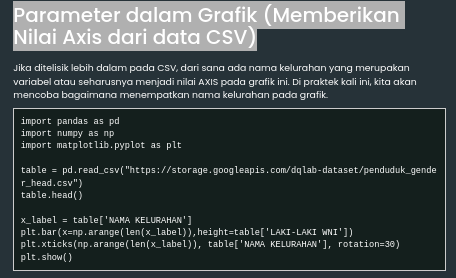 Parameter dalam Grafik (Memberikan
Nilai Axis dari data CSV)
Jika ditelisik lebih dalam pada CSV, dari sana ada nama kelurahan yang merupakan
variabel atau seharusnya menjadi nilai AXIS pada grafik ini. Di praktek kali ini, kita akan
mencoba bagaimana menempatkan nama kelurahan pada grafik.
import pandas as pd
import numpy as np
import matplotlib.pyplot as plt
table = pd.read_csv("https://storage.googleapis.com/dqlab-dataset/penduduk_gende
r_head.csv")
table.head()
x_label = table['NAMA KELURAHAN']
plt.bar(x=np.arange(len(x_label)),height=table['LAKI-LAKI WNI'])
plt.xticks(np.arange(len(x_label)), table['NAMA KELURAHAN'], rotation=30)
plt.show()